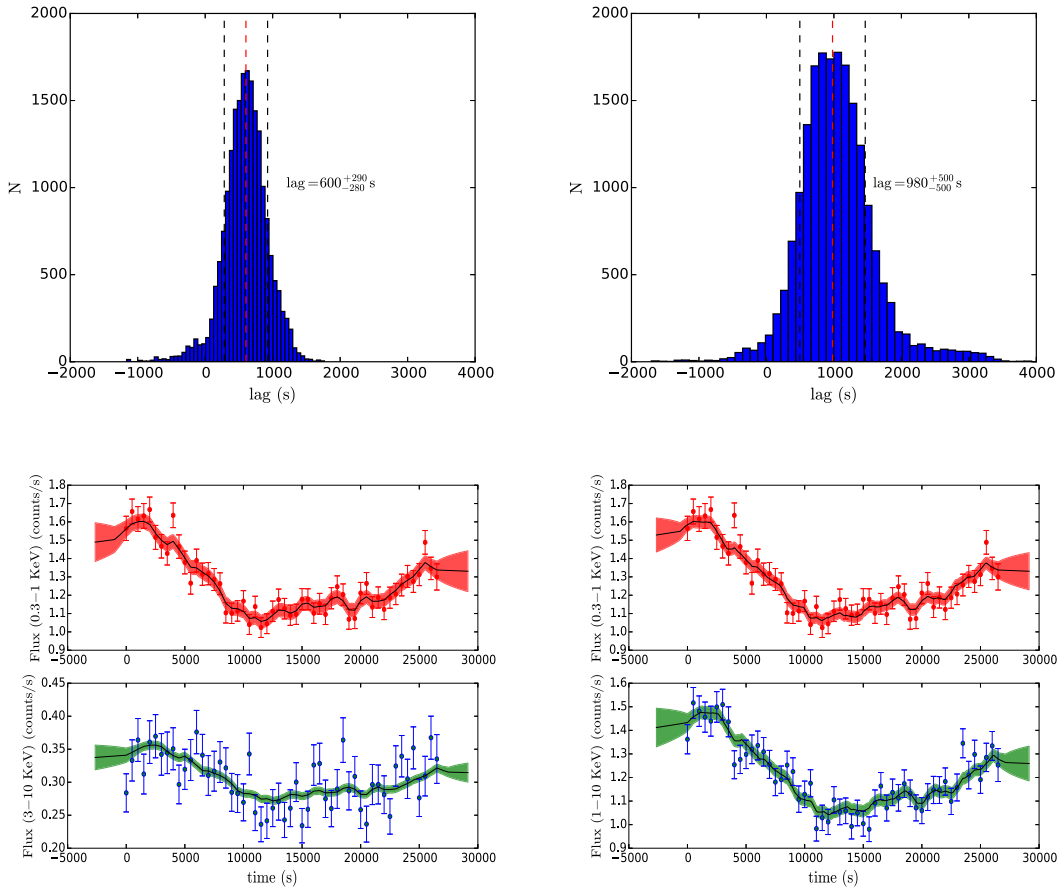 2000
1500
1000
500
0
N
lag = 600 +290 −280 s
−2000 −1000 0 1000 2000 3000 4000
lag (s)
2000
1500
1000
500
0
N
lag = 980 +500 −500 s
−2000 −1000 0 1000 2000 3000 4000
lag (s)
Flux (0.3−1 KeV) (counts/s)
1.8
1.7
1.6
1.5
1.4
1.3
1.2
1.1
1.0
0.9
−5000 0 5000 10000 15000 20000 25000 30000
Flux (0.3−1 KeV) (counts/s)
1.8
1.7
1.6
1.5
1.4
1.3
1.2
1.1
1.0
0.9
−5000 0 5000 10000 15000 20000 25000 30000
Flux (3−10 KeV) (counts/s)
0.45
0.40
0.35
0.30
0.25
0.20
−5000 0 5000 10000 15000 20000 25000 30000
time (s)
Flux (1−10 KeV) (counts/s)
1.6
1.5
1.4
1.3
1.2
1.1
1.0
0.9
−5000 0 5000 10000 15000 20000 25000 30000
time (s)